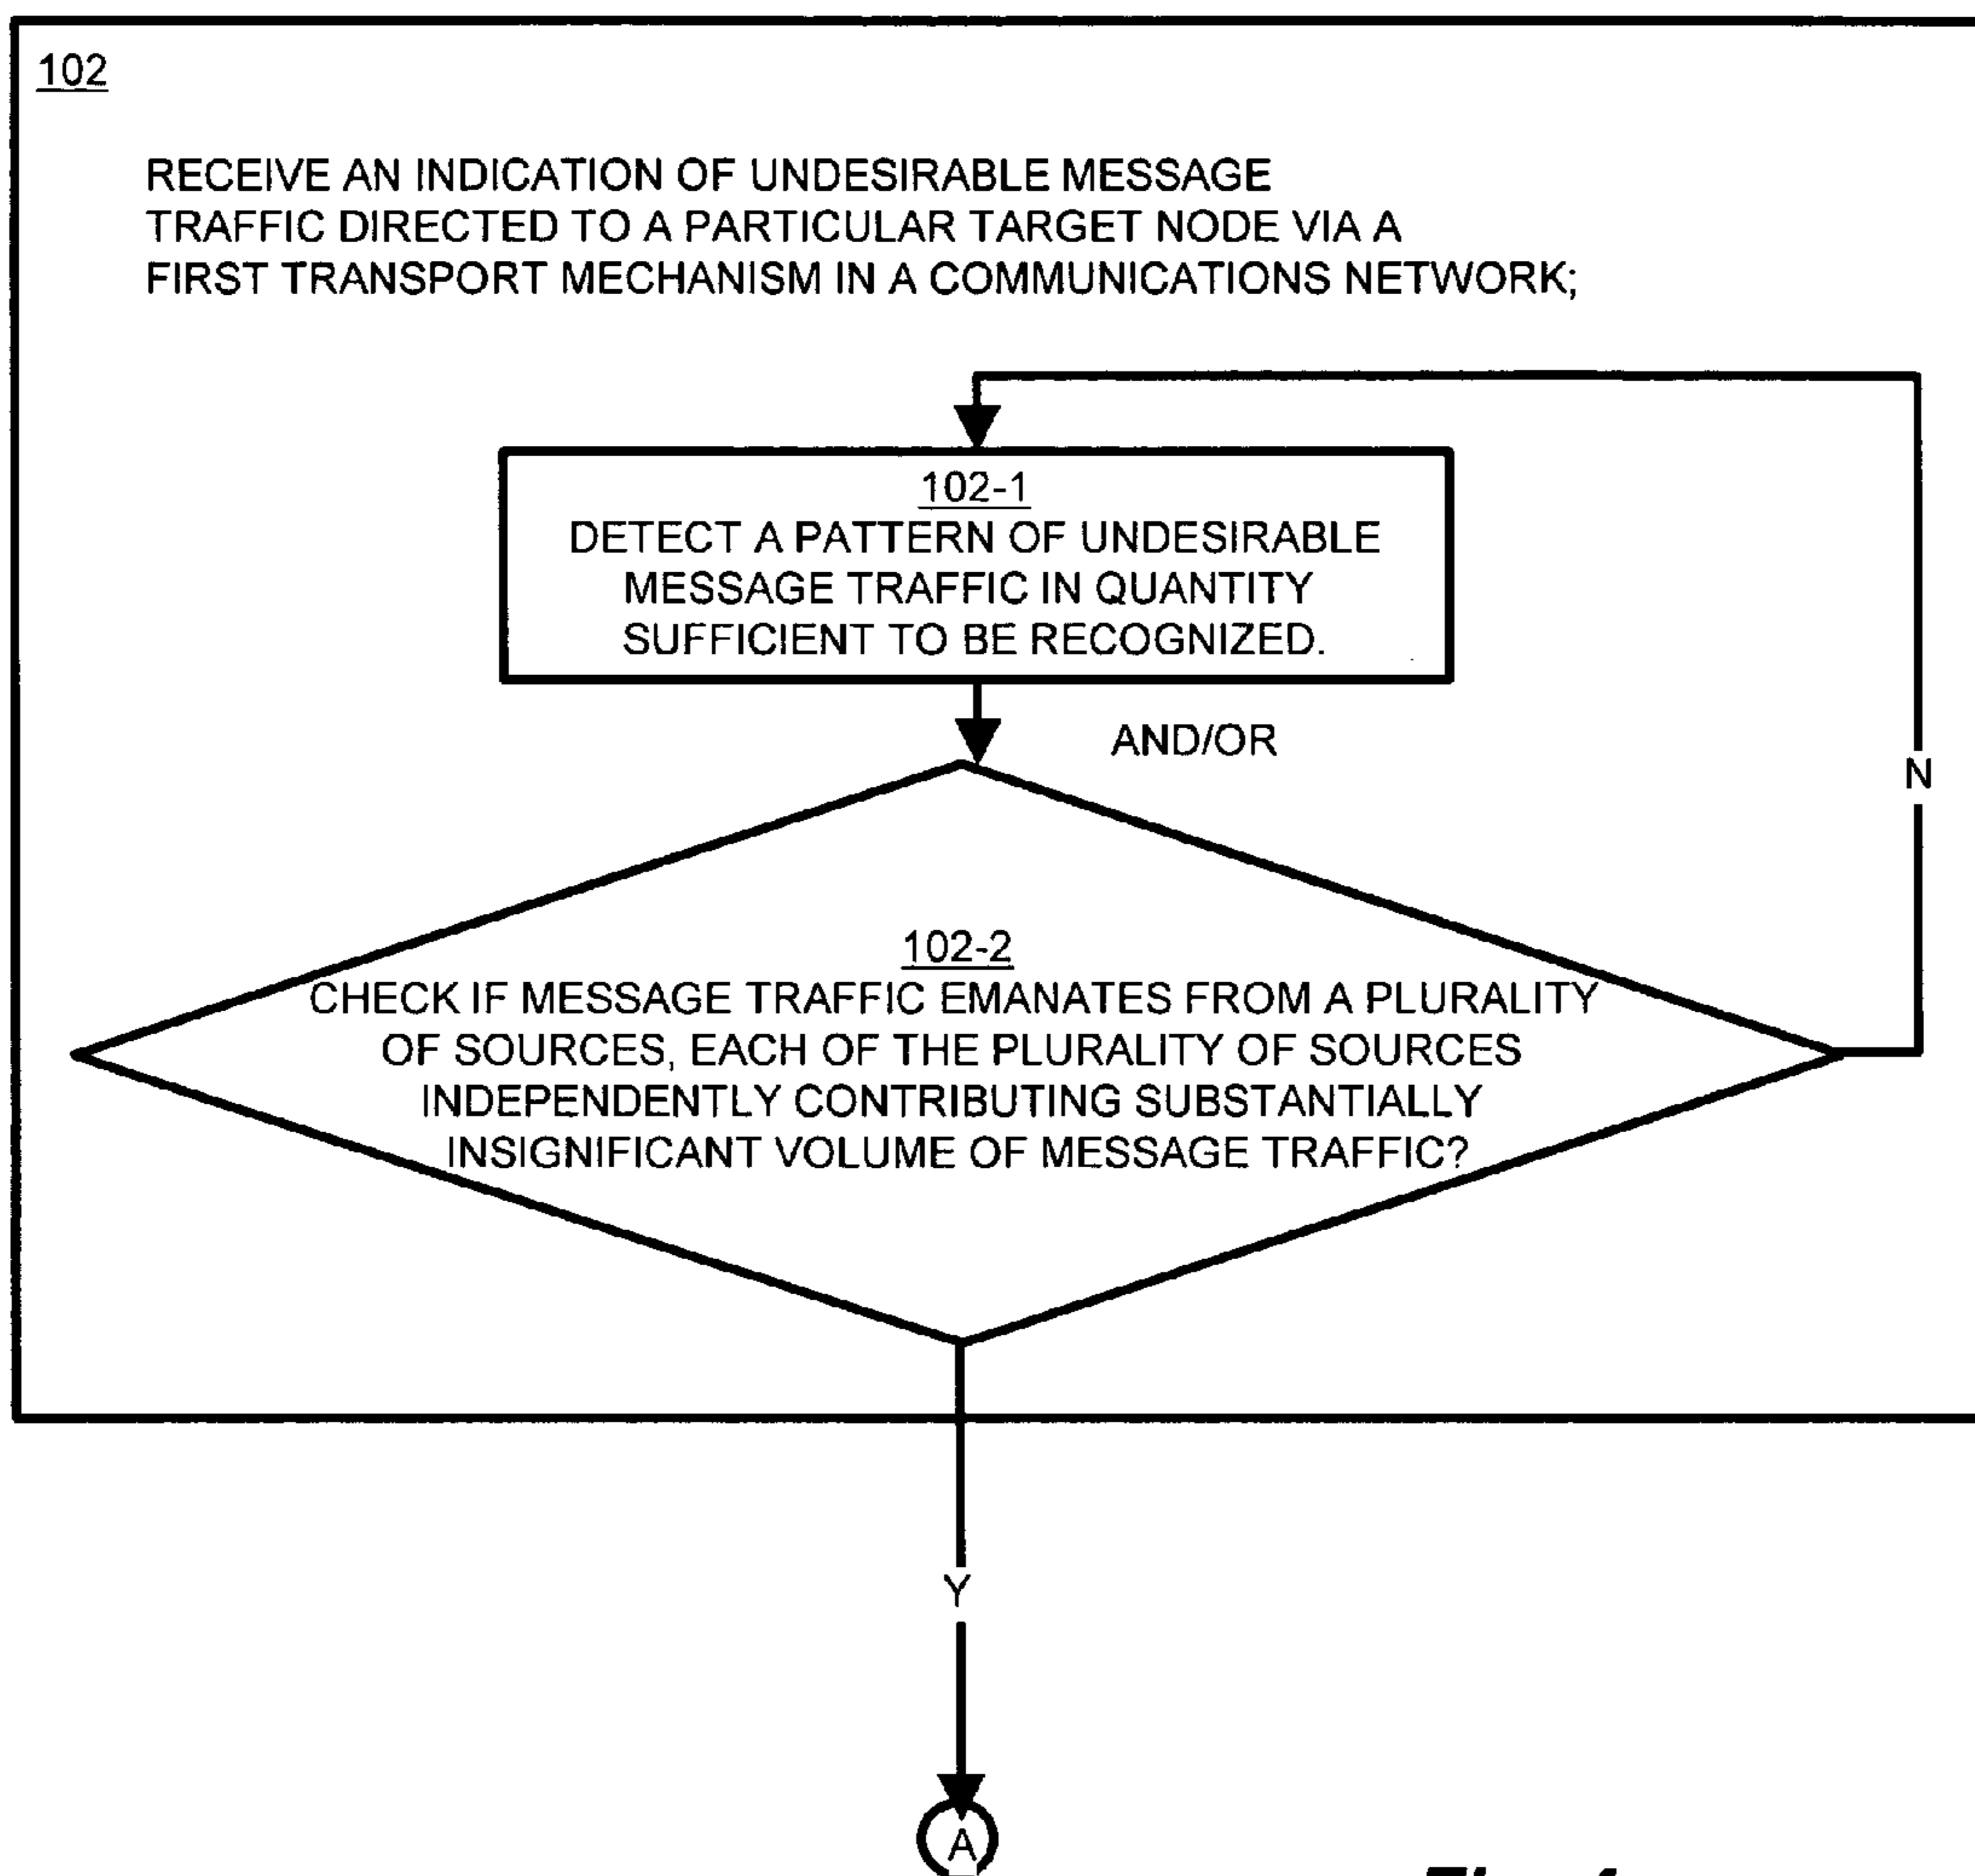 102
RECEIVE AN INDICATION OF UNDESIRABLE MESSAGE
TRAFFIC DIRECTED TO A PARTICULAR TARGET NODE VIA A
FIRST TRANSPORT MECHANISM IN A COMMUNICATIONS NETWORK;
102-1
DETECT A PATTERN OF UNDESIRABLE
MESSAGE TRAFFIC IN QUANTITY
SUFFICIENT TO BE RECOGNIZED.
AND/OR
N
102-2
CHECK IF MESSAGE TRAFFIC EMANATES FROM A PLURALITY
OF SOURCES, EACH OF THE PLURALITY OF SOURCES
INDEPENDENTLY CONTRIBUTING SUBSTANTIALLY
INSIGNIFICANT VOLUME OF MESSAGE TRAFFIC?
Y
A